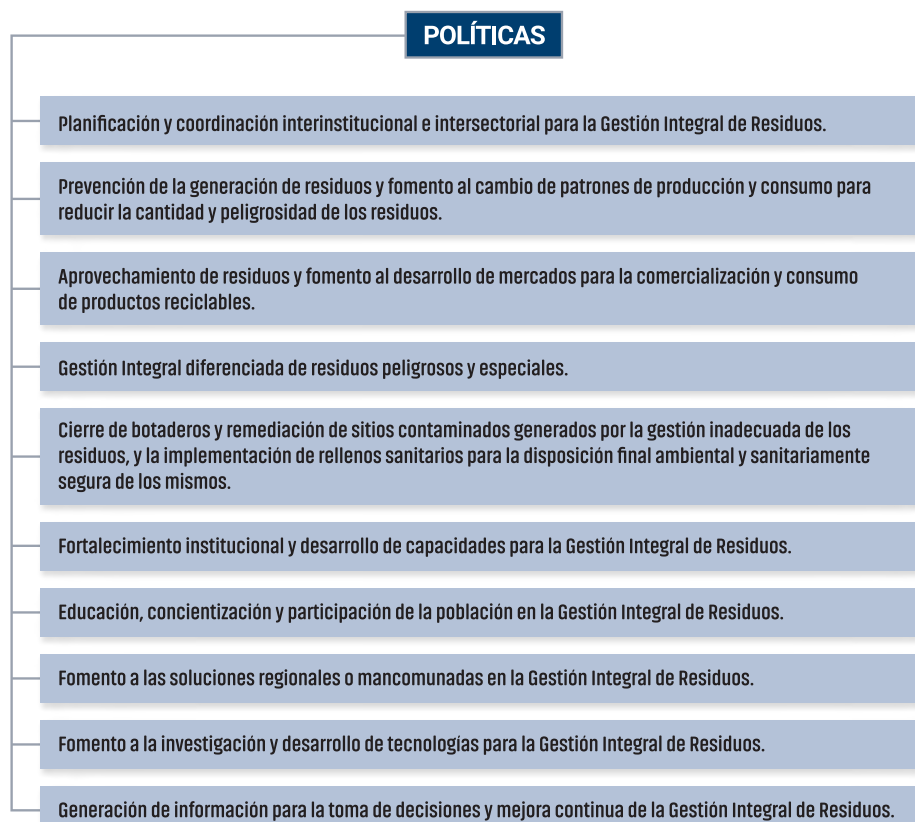 POLÍTICAS
Planificación y coordinación interinstitucional e intersectorial para la Gestión Integral de Residuos.
Prevención de la generación de residuos y fomento al cambio de patrones de producción y consumo para
reducir la cantidad y peligrosidad de los residuos.
Aprovechamiento de residuos y fomento al desarrollo de mercados para la comercialización y consumo
de productos reciclables.
Gestión Integral diferenciada de residuos peligrosos y especiales.
Cierre de botaderos y remediación de sitios contaminados generados por la gestión inadecuada de los
residuos, y la implementación de rellenos sanitarios para la disposición final ambiental y sanitariamente
segura de los mismos.
Fortalecimiento institucional y desarrollo de capacidades para la Gestión Integral de Residuos.
Educación, concientización y participación de la población en la Gestión Integral de Residuos.
Fomento a las soluciones regionales o mancomunadas en la Gestión Integral de Residuos.
Fomento a la investigación y desarrollo de tecnologías para la Gestión Integral de Residuos.
Generación de información para la toma de decisiones y mejora continua de la Gestión Integral de Residuos.